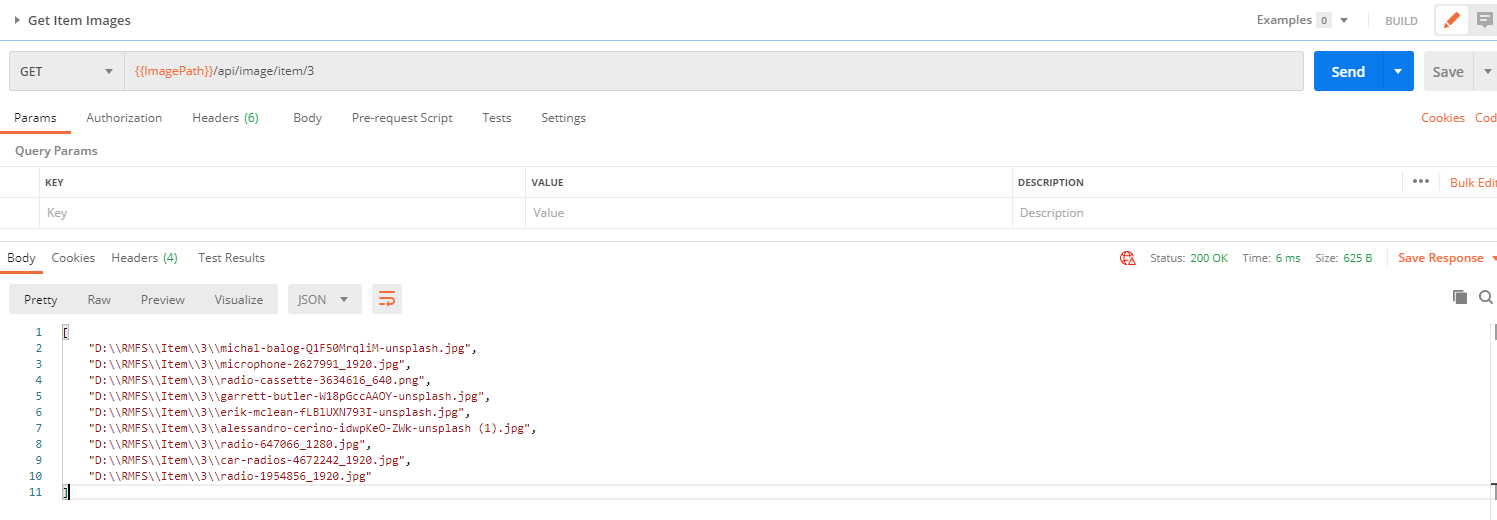 Get Item Images
Examples 0
BUILD
GET
{{ImagePath}}/api/image/item/3
Send
Save
Params
Authorization
Headers (6)
Body
Pre-request Script
Tests
Settings
Cookies
Cod
Query Params
KEY
VALUE
DESCRIPTION
Bulk Edit
Key
Value
Description
Body
Cookies
Headers (4)
Test Results
Status: 200 OK
Time: 6 ms
Size: 625 B
Save Response
Pretty
Raw
Preview
Visualize
JSON
1 [
2 "D:\\RMFS\\Item\\3\\michal-balog-Q1F50MrqliM-unsplash.jpg",
3 "D:\\RMFS\\Item\\3\\microphone-2627991_1920.jpg",
4 "D:\\RMFS\\Item\\3\\radio-cassette-3634616_640.png",
5 "D:\\RMFS\\Item\\3\\garrett-butler-W18pGccAAOY-unsplash.jpg",
6 "D:\\RMFS\\Item\\3\\erik-mclean-fLBlUXN793I-unsplash.jpg",
7 "D:\\RMFS\\Item\\3\\alessandro-cerino-idwpKeO-ZWk-unsplash (1).jpg",
8 "D:\\RMFS\\Item\\3\\radio-647066_1280.jpg",
9 "D:\\RMFS\\Item\\3\\car-radios-4672242_1920.jpg",
10 "D:\\RMFS\\Item\\3\\radio-1954856_1920.jpg"
11 ]